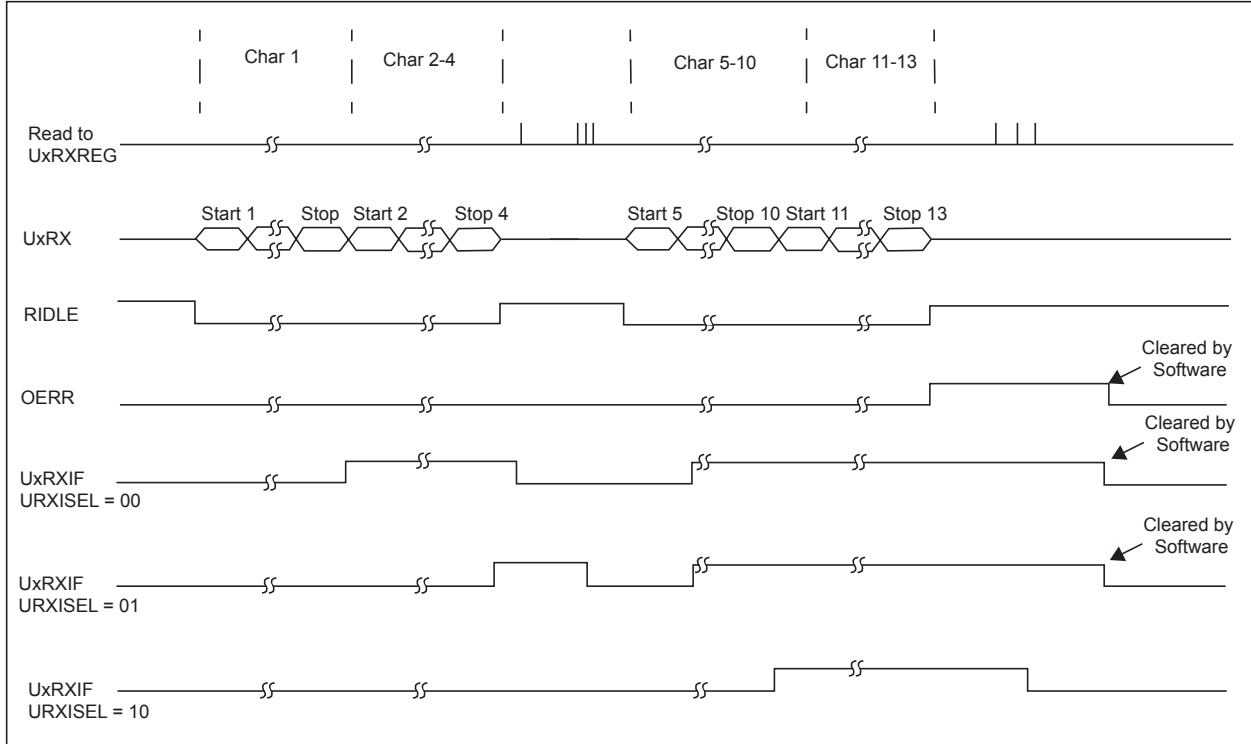 Char 1
Char 2-4
Char 5-10
Char 11-13
Read to
UxRXREG
Start 1
Stop
Start 2
Stop 4
Start 5
Stop 10
Start 11
Stop 13
UxRX
RIDLE
Cleared by
Software
OERR
Cleared by
Software
UxRXIF
URXISEL = 00
Cleared by
Software
UxRXIF
URXISEL = 01
UxRXIF
URXISEL = 10